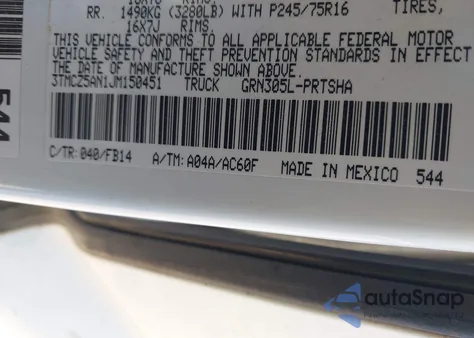 RR. 1490KG (3280LB) WITH P245/75R16 TIRES,
16X7J RIMS.
THIS VEHICLE CONFORMS TO ALL APPLICABLE FEDERAL MOTOR
VEHICLE SAFETY AND THEFT PREVENTION STANDARDS IN EFFECT
THE DATE OF MANUFACTURE SHOWN ABOVE.
3TMCZ5AN1JM150451 TRUCK GRN305L-PRTSHA
C/TR: 040/FB14 A/TM: A04A/AC60F MADE IN MEXICO 544
544
autoSnap